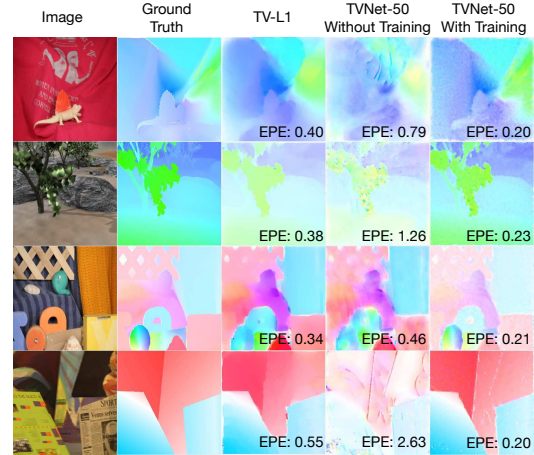 Image
Ground
Truth
TV-L1
TVNet-50
Without Training
TVNet-50
With Training
EPE: 0.40
EPE: 0.79
EPE: 0.20
EPE: 0.38
EPE: 1.26
EPE: 0.23
EPE: 0.34
EPE: 0.46
EPE: 0.21
SPORTS
EPE: 0.55
EPE: 2.63
EPE: 0.20